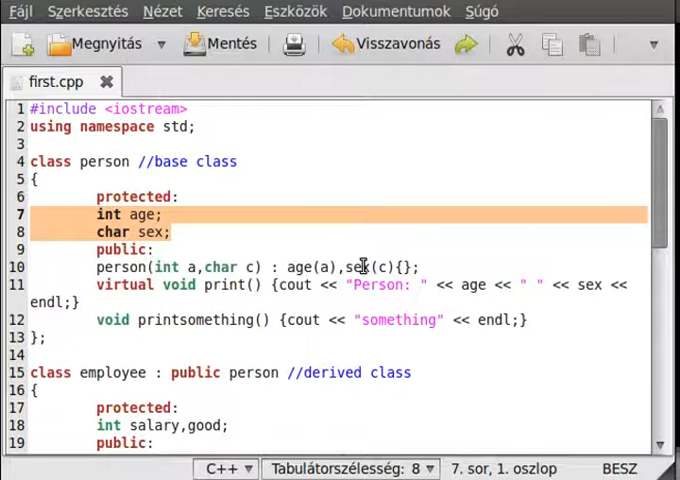 Fájl Szerkesztés Nézet Keresés Eszközök Dokumentumok Súgó
Megnyitás Mentés Visszavonás
first.cpp
1 #include <iostream>
2 using namespace std;
3
4 class person //base class
5 {
6 protected:
7 int age;
8 char sex;
9 public:
10 person(int a,char c) : age(a),sex(c){};
11 virtual void print() {cout << "Person: " << age << " " << sex <<
endl;}
12 void printsomething() {cout << "something" << endl;}
13 };
14
15 class employee : public person //derived class
16 {
17 protected:
18 int salary,good;
19 public:
C++ Tabulátorszélesség: 8 7. sor, 1. oszlop BESZ